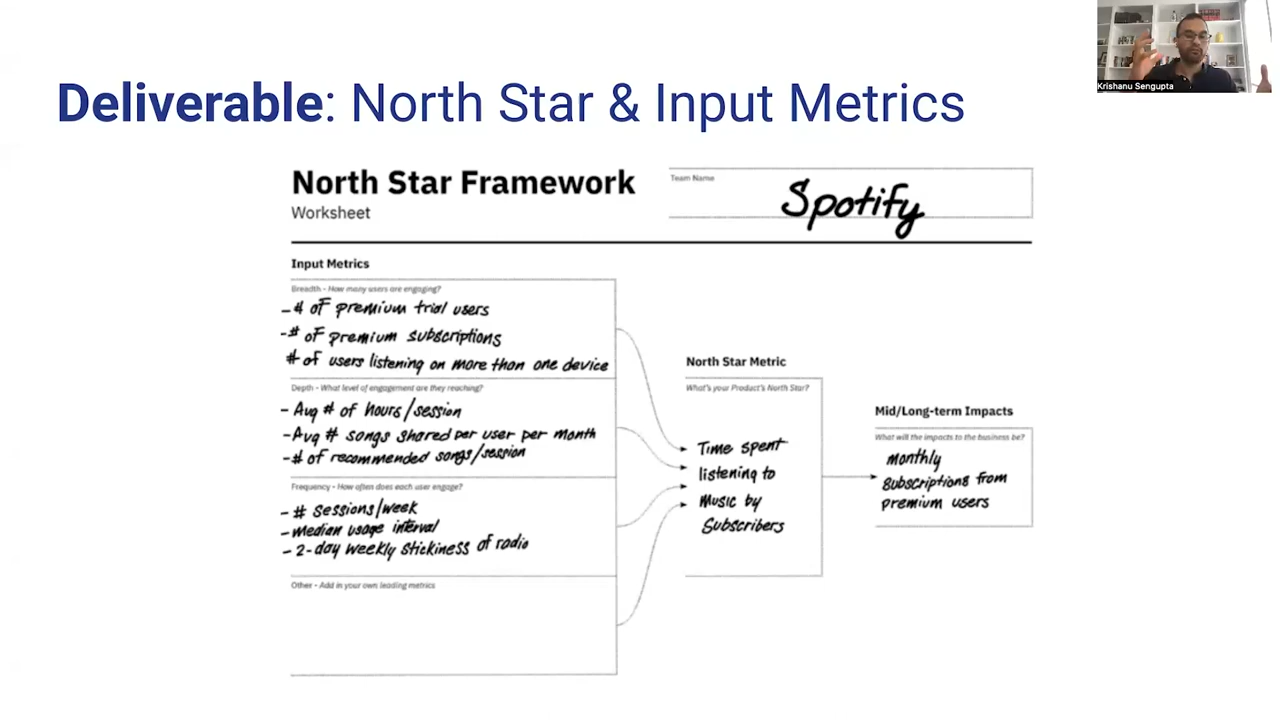 Krishanu Sengupta
Deliverable: North Star & Input Metrics
North Star Framework
Worksheet
Team Name
Spotify
Input Metrics
Breadth - How many users are engaging?
- # of premium trial users
- # of premium subscriptions
# of users listening on more than one device
Depth - What level of engagement are they reaching?
- Avg # of hours/session
- Avg # songs shared per user per month
- # of recommended songs/session
Frequency - How often does each user engage?
- # sessions/week
- median usage interval
- 2-day weekly stickiness of radio
Other - Add in your own leading metrics
North Star Metric
What's your Product's North Star?
Time spent
listening to
Music by
Subscribers
Mid/Long-term Impacts
What will the impacts to the business be?
monthly
subscriptions from
premium users